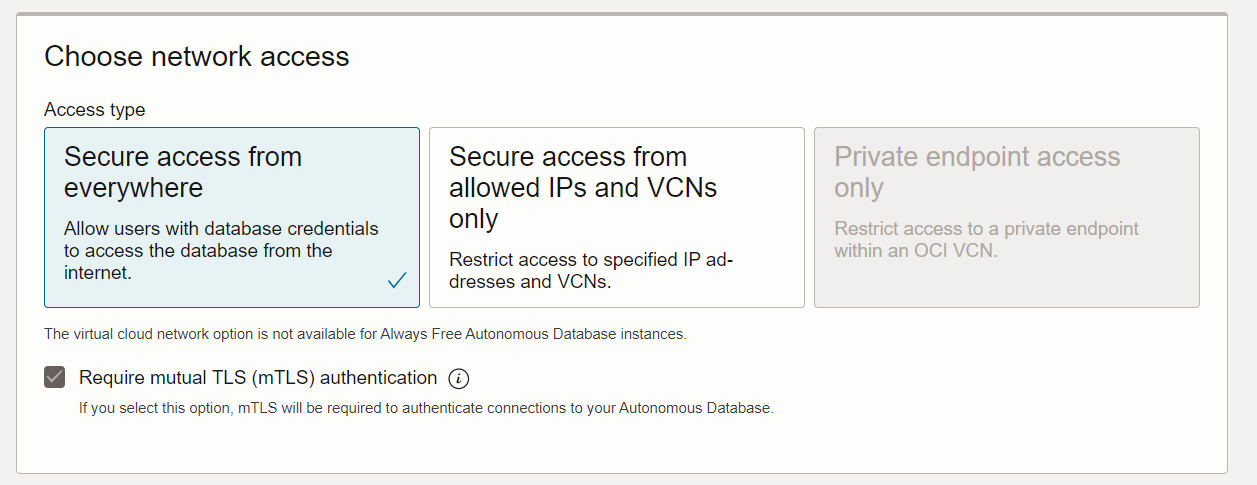 Choose network access
Access type
Secure access from
everywhere
Allow users with database credentials
to access the database from the
internet.
Secure access from
allowed IPs and VCNs
only
Restrict access to specified IP ad-
dresses and VCNs.
Private endpoint access
only
Restrict access to a private endpoint
within an OCI VCN.
The virtual cloud network option is not available for Always Free Autonomous Database instances.
Require mutual TLS (mTLS) authentication
If you select this option, mTLS will be required to authenticate connections to your Autonomous Database.